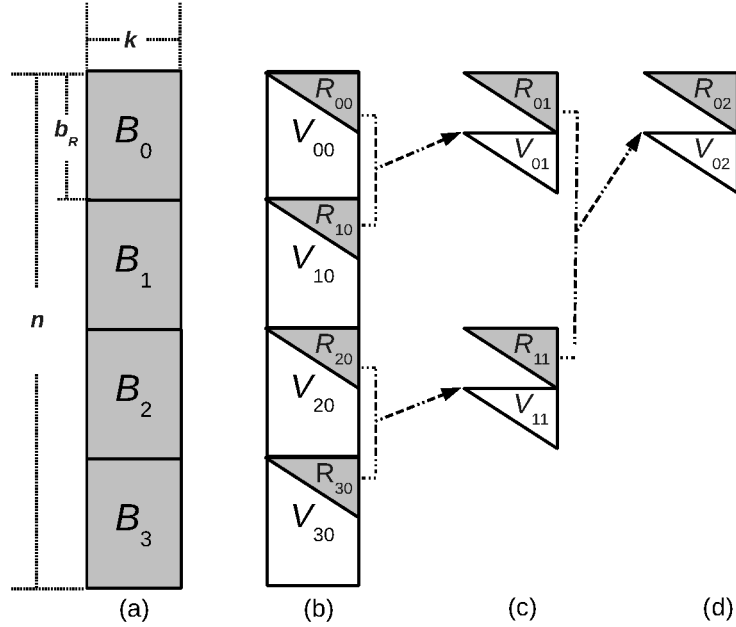 k
n
b_R
B_0
B_1
B_2
B_3
(a)
R_00
V_00
R_10
V_10
R_20
V_20
R_30
V_30
(b)
R_01
V_01
R_11
V_11
(c)
R_02
V_02
(d)